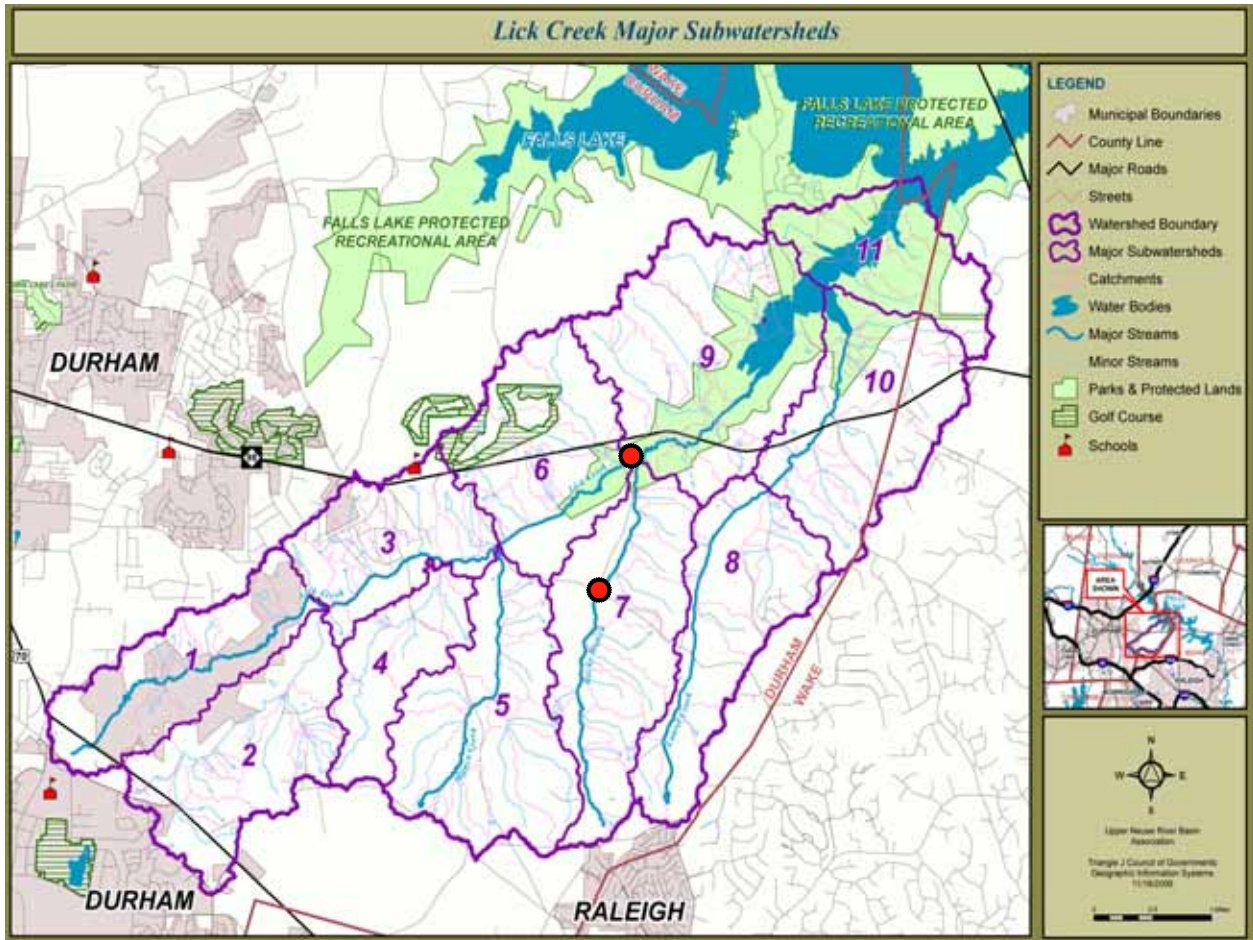 Lick Creek Major Subwatersheds
WAKE
DURHAM
FALLS LAKE PROTECTED
RECREATIONAL AREA
FALLS LAKE
FALLS LAKE PROTECTED
RECREATIONAL AREA
11
DURHAM
9
10
6
3
8
7
1
4
5
2
DURHAM
WAKE
70
DURHAM
RALEIGH
LEGEND
Municipal Boundaries
County Line
Major Roads
Streets
Watershed Boundary
Major Subwatersheds
Catchments
Water Bodies
Major Streams
Minor Streams
Parks & Protected Lands
Golf Course
Schools
AREA
SHOWN
RALEIGH
N
W E
S
Upper Neuse River Basin
Association
Triangle J Council of Governments
Geographic Information Systems